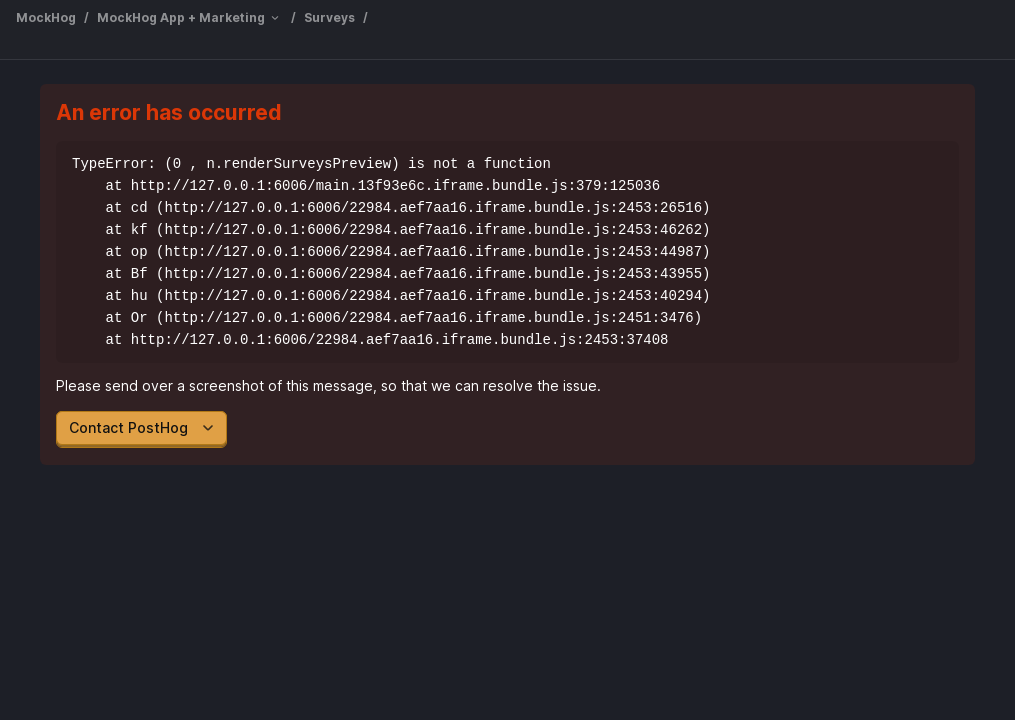 MockHog / MockHog App + Marketing / Surveys /
An error has occurred
TypeError: (0 , n.renderSurveysPreview) is not a function
    at http://127.0.0.1:6006/main.13f93e6c.iframe.bundle.js:379:125036
    at cd (http://127.0.0.1:6006/22984.aef7aa16.iframe.bundle.js:2453:26516)
    at kf (http://127.0.0.1:6006/22984.aef7aa16.iframe.bundle.js:2453:46262)
    at op (http://127.0.0.1:6006/22984.aef7aa16.iframe.bundle.js:2453:44987)
    at Bf (http://127.0.0.1:6006/22984.aef7aa16.iframe.bundle.js:2453:43955)
    at hu (http://127.0.0.1:6006/22984.aef7aa16.iframe.bundle.js:2453:40294)
    at Or (http://127.0.0.1:6006/22984.aef7aa16.iframe.bundle.js:2451:3476)
    at http://127.0.0.1:6006/22984.aef7aa16.iframe.bundle.js:2453:37408
Please send over a screenshot of this message, so that we can resolve the issue.
Contact PostHog